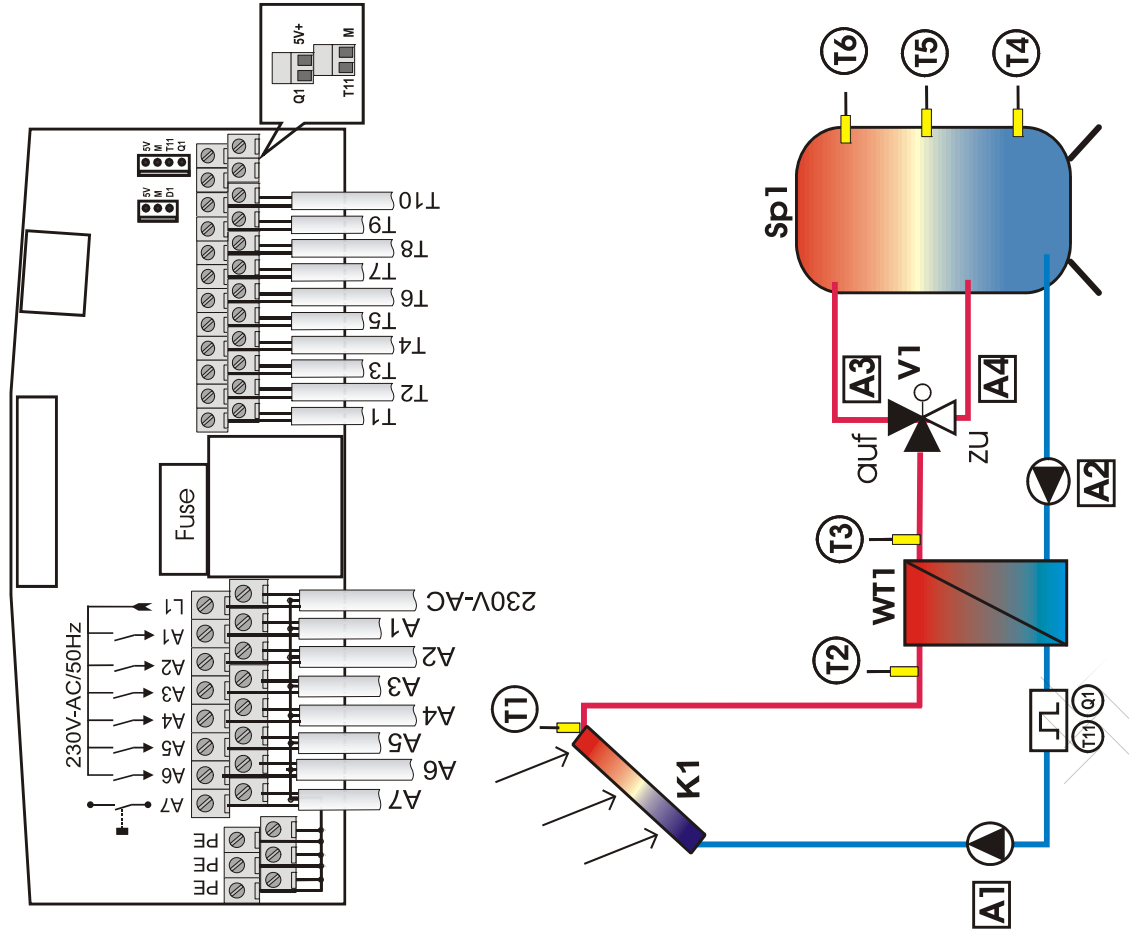 5V+
M
Q1
T11
5V
M
T11
Q1
5V
M
D1
T10
T9
T8
T7
T6
T5
T4
T3
T2
T1
Fuse
230V-AC/50Hz
L1
A1
A2
A3
A4
A5
A6
A7
230V-AC
A1
A2
A3
A4
A5
A6
A7
PE
PE
PE
T6
T5
T4
Sp1
A3
V1
A4
auf
zu
A2
T3
WT1
T2
T1
K1
T11
Q1
A1